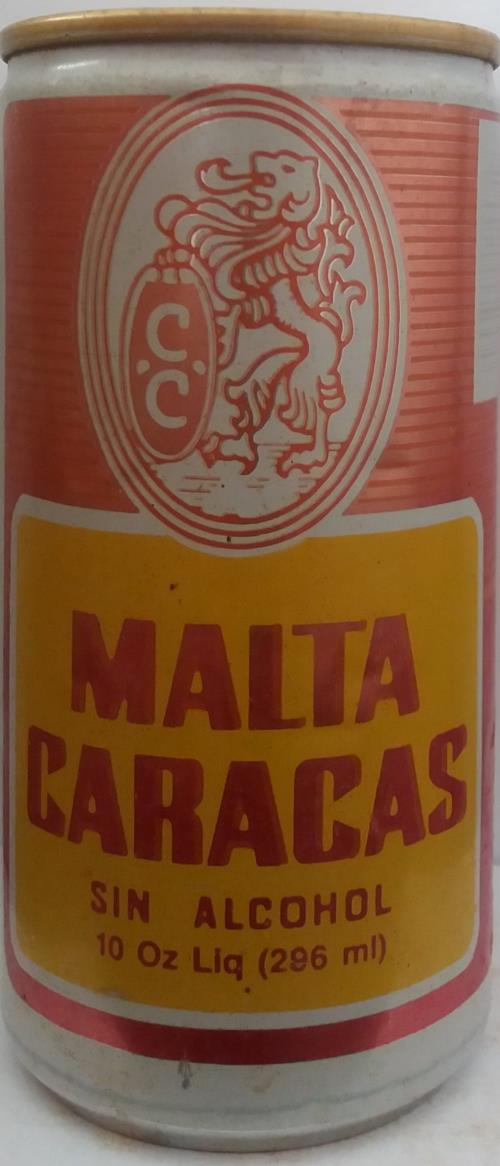 C
C
MALTA
CARACAS
SIN ALCOHOL
10 Oz Liq (296 ml)